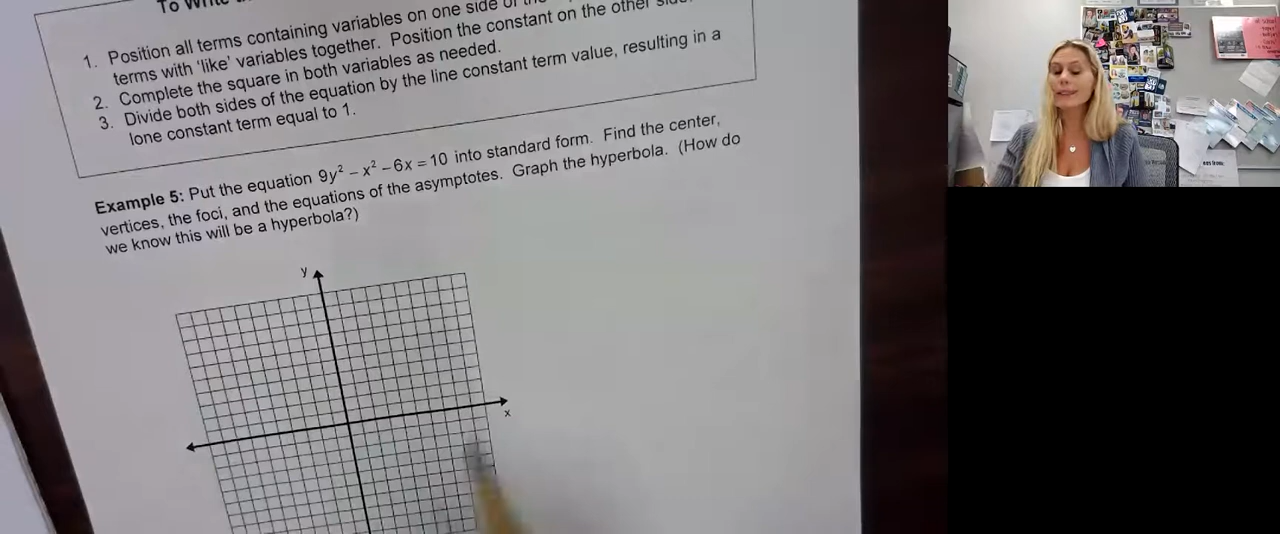 To Write
1. Position all terms containing variables on one side of
terms with 'like' variables together. Position the constant on the other side.
2. Complete the square in both variables as needed.
3. Divide both sides of the equation by the line constant term value, resulting in a
lone constant term equal to 1.
Example 5: Put the equation 9y² – x² – 6x = 10 into standard form. Find the center,
vertices, the foci, and the equations of the asymptotes. Graph the hyperbola. (How do
we know this will be a hyperbola?)
y
x